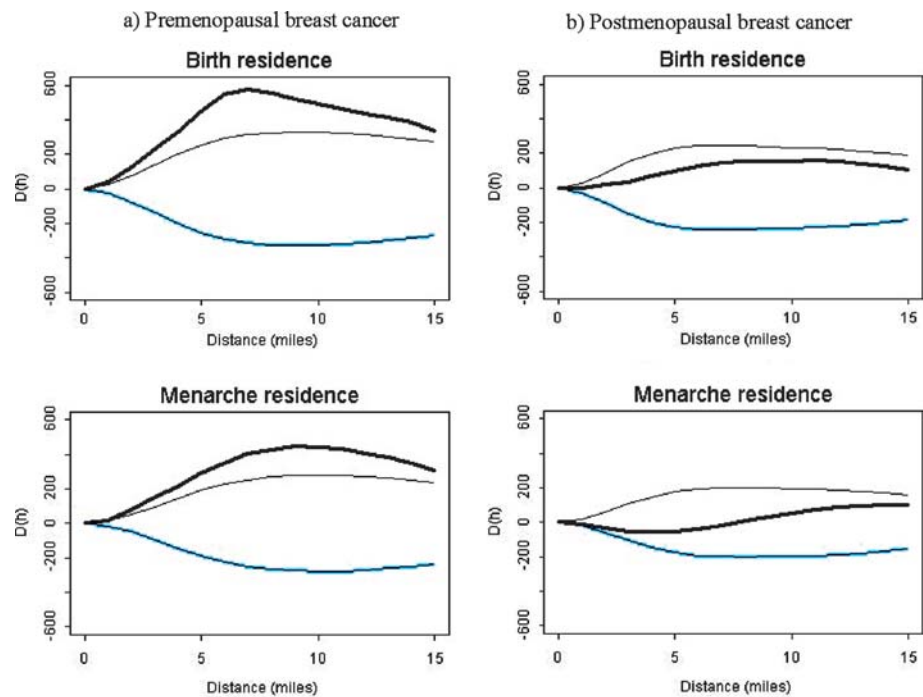 a) Premenopausal breast cancer
Birth residence
600
200
0
-200
-600
D(h)
0 5 10 15
Distance (miles)
Menarche residence
600
200
0
-200
-600
D(h)
0 5 10 15
Distance (miles)
b) Postmenopausal breast cancer
Birth residence
600
200
0
-200
-600
D(h)
0 5 10 15
Distance (miles)
Menarche residence
600
200
0
-200
-600
D(h)
0 5 10 15
Distance (miles)